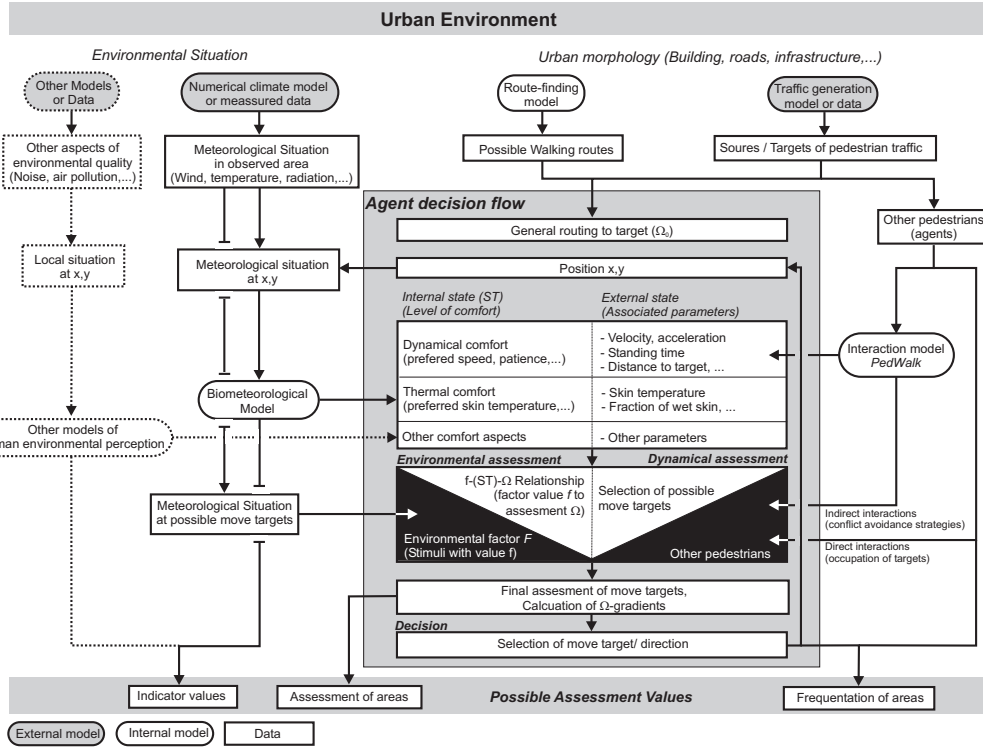 Urban Environment
Environmental Situation
Urban morphology (Building, roads, infrastructure,...)
Other Models
or Data
Numerical climate model
or meassured data
Route-finding
model
Traffic generation
model or data
Other aspects of
environmental quality
(Noise, air pollution,...)
Meteorological Situation
in observed area
(Wind, temperature, radiation,...)
Possible Walking routes
Soures / Targets of pedestrian traffic
Agent decision flow
Other pedestrians
(agents)
General routing to target (Ω₀)
Local situation
at x,y
Meteorological situation
at x,y
Position x,y
Internal state (ST)
(Level of comfort)
External state
(Associated parameters)
Dynamical comfort
(prefered speed, patience,...)
- Velocity, acceleration
- Standing time
- Distance to target, ...
Interaction model
PedWalk
Biometeorological
Model
Thermal comfort
(preferred skin temperature,...)
- Skin temperature
- Fraction of wet skin, ...
Other models of
man environmental perception
Other comfort aspects
- Other parameters
Environmental assessment
Dynamical assessment
f-(ST)-Ω Relationship
(factor value f to
assesment Ω)
Selection of possible
move targets
Meteorological Situation
at possible move targets
Indirect interactions
(conflict avoidance strategies)
Environmental factor F
(Stimuli with value f)
Other pedestrians
Direct interactions
(occupation of targets)
Final assesment of move targets,
Calcuation of Ω-gradients
Decision
Selection of move target/ direction
Indicator values
Assessment of areas
Possible Assessment Values
Frequentation of areas
External model
Internal model
Data